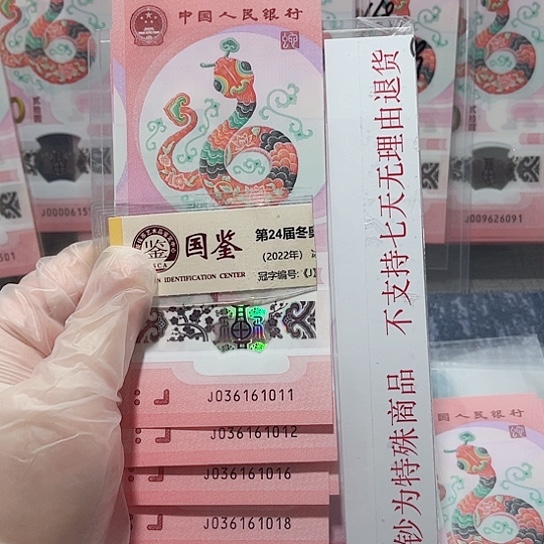 中国人民银行
国鉴
第24届冬奥
(2022年)
N IDENTIFICATION CENTER
冠字编号:《J
J036161011
J036161012
J036161016
J036161018
不支持七天无理由退货
钞为特殊商品
J0000615
J009626091
501
国人民银行